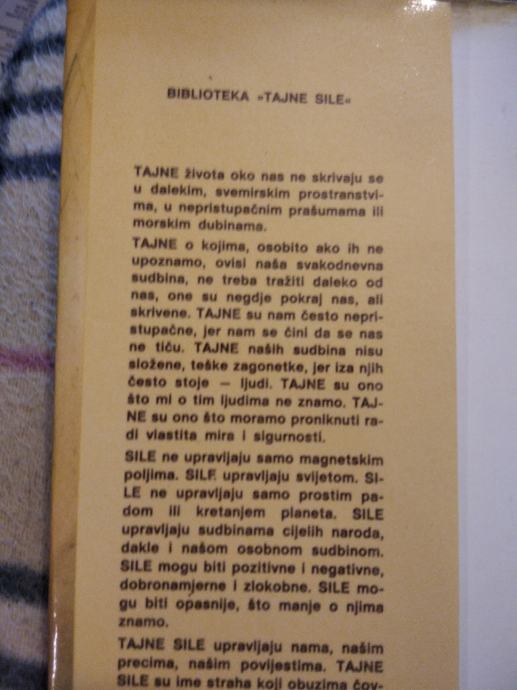 BIBLIOTEKA »TAJNE SILE«
TAJNE života oko nas ne skrivaju se
u dalekim, svemirskim prostranstvi-
ma, u nepristupačnim prašumama ili
morskim dubinama.
TAJNE o kojima, osobito ako ih ne
upoznamo, ovisi naša svakodnevna
sudbina, ne treba tražiti daleko od
nas, one su negdje pokraj nas, ali
skrivene. TAJNE su nam često nepri-
stupačne, jer nam se čini da se nas
ne tiču. TAJNE naših sudbina nisu
složene, teške zagonetke, jer iza njih
često stoje — ljudi. TAJNE su ono
što mi o tim ljudima ne znamo. TAJ-
NE su ono što moramo proniknuti ra-
di vlastita mira i sigurnosti.
SILE ne upravljaju samo magnetskim
poljima. SILE upravljaju svijetom. SI-
LE ne upravljaju samo prostim pa-
dom ili kretanjem planeta. SILE
upravljaju sudbinama cijelih naroda,
dakle i našom osobnom sudbinom.
SILE mogu biti pozitivne i negativne,
dobronamjerne i zlokobne. SILE mo-
gu biti opasnije, što manje o njima
znamo.
TAJNE SILE upravljaju nama, našim
precima, našim povijestima. TAJNE
SILE su ime straha koji obuzima čov-